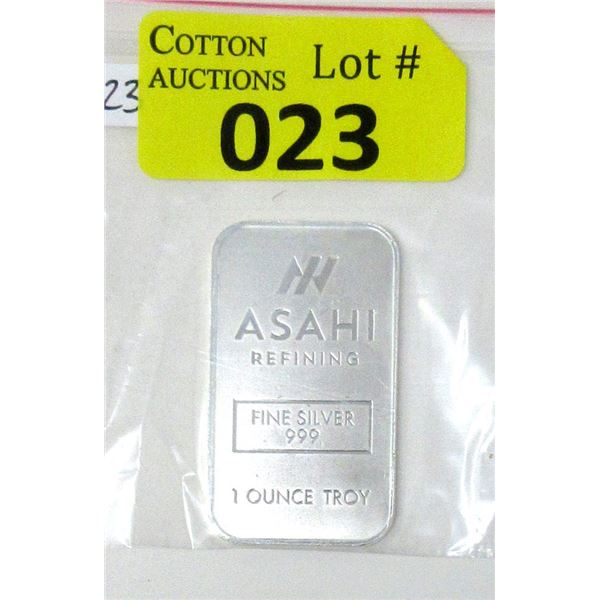 COTTON
AUCTIONS
Lot #
023
23
ASAHI
REFINING
FINE SILVER
999
1 OUNCE TROY